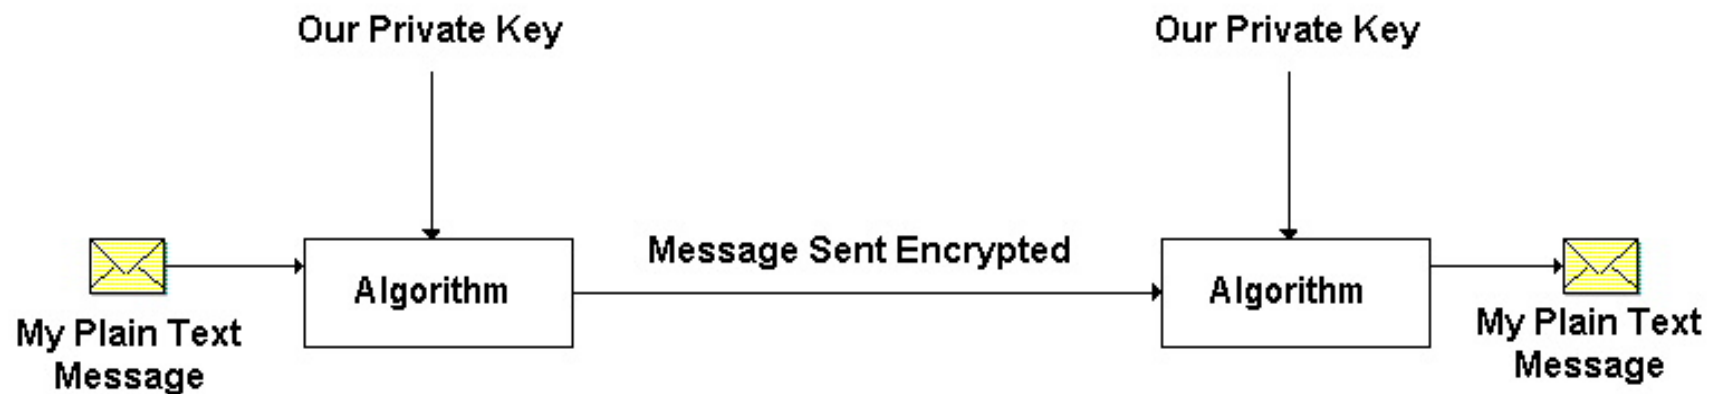 Our Private Key
Our Private Key
Message Sent Encrypted
Algorithm
Algorithm
My Plain Text
Message
My Plain Text
Message